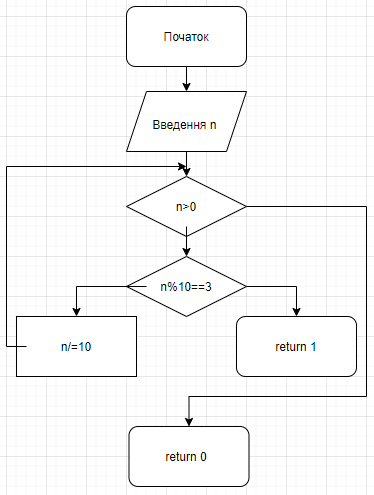 Початок
Введення n
n>0
n%10==3
n/=10
return 1
return 0